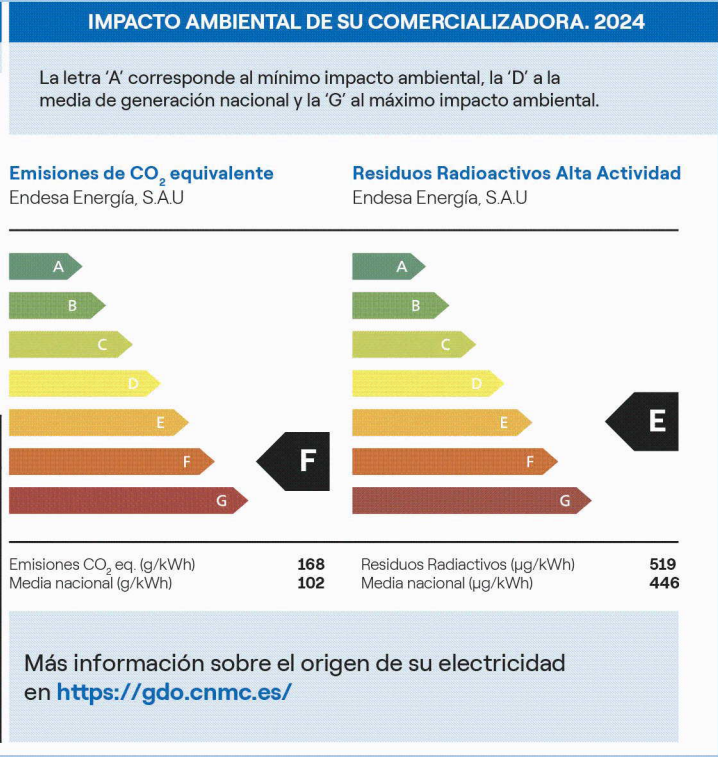 IMPACTO AMBIENTAL DE SU COMERCIALIZADORA. 2024
La letra ‘A’ corresponde al mínimo impacto ambiental, la ‘D’ a la
media de generación nacional y la ‘G’ al máximo impacto ambiental.
Emisiones de CO₂ equivalente
Endesa Energía, S.A.U
A
B
C
D
E
F
G
F
Emisiones CO₂ eq. (g/kWh) 168
Media nacional (g/kWh) 102
Residuos Radioactivos Alta Actividad
Endesa Energía, S.A.U
A
B
C
D
E
F
G
E
Residuos Radiactivos (µg/kWh) 519
Media nacional (µg/kWh) 446
Más información sobre el origen de su electricidad
en https://gdo.cnmc.es/